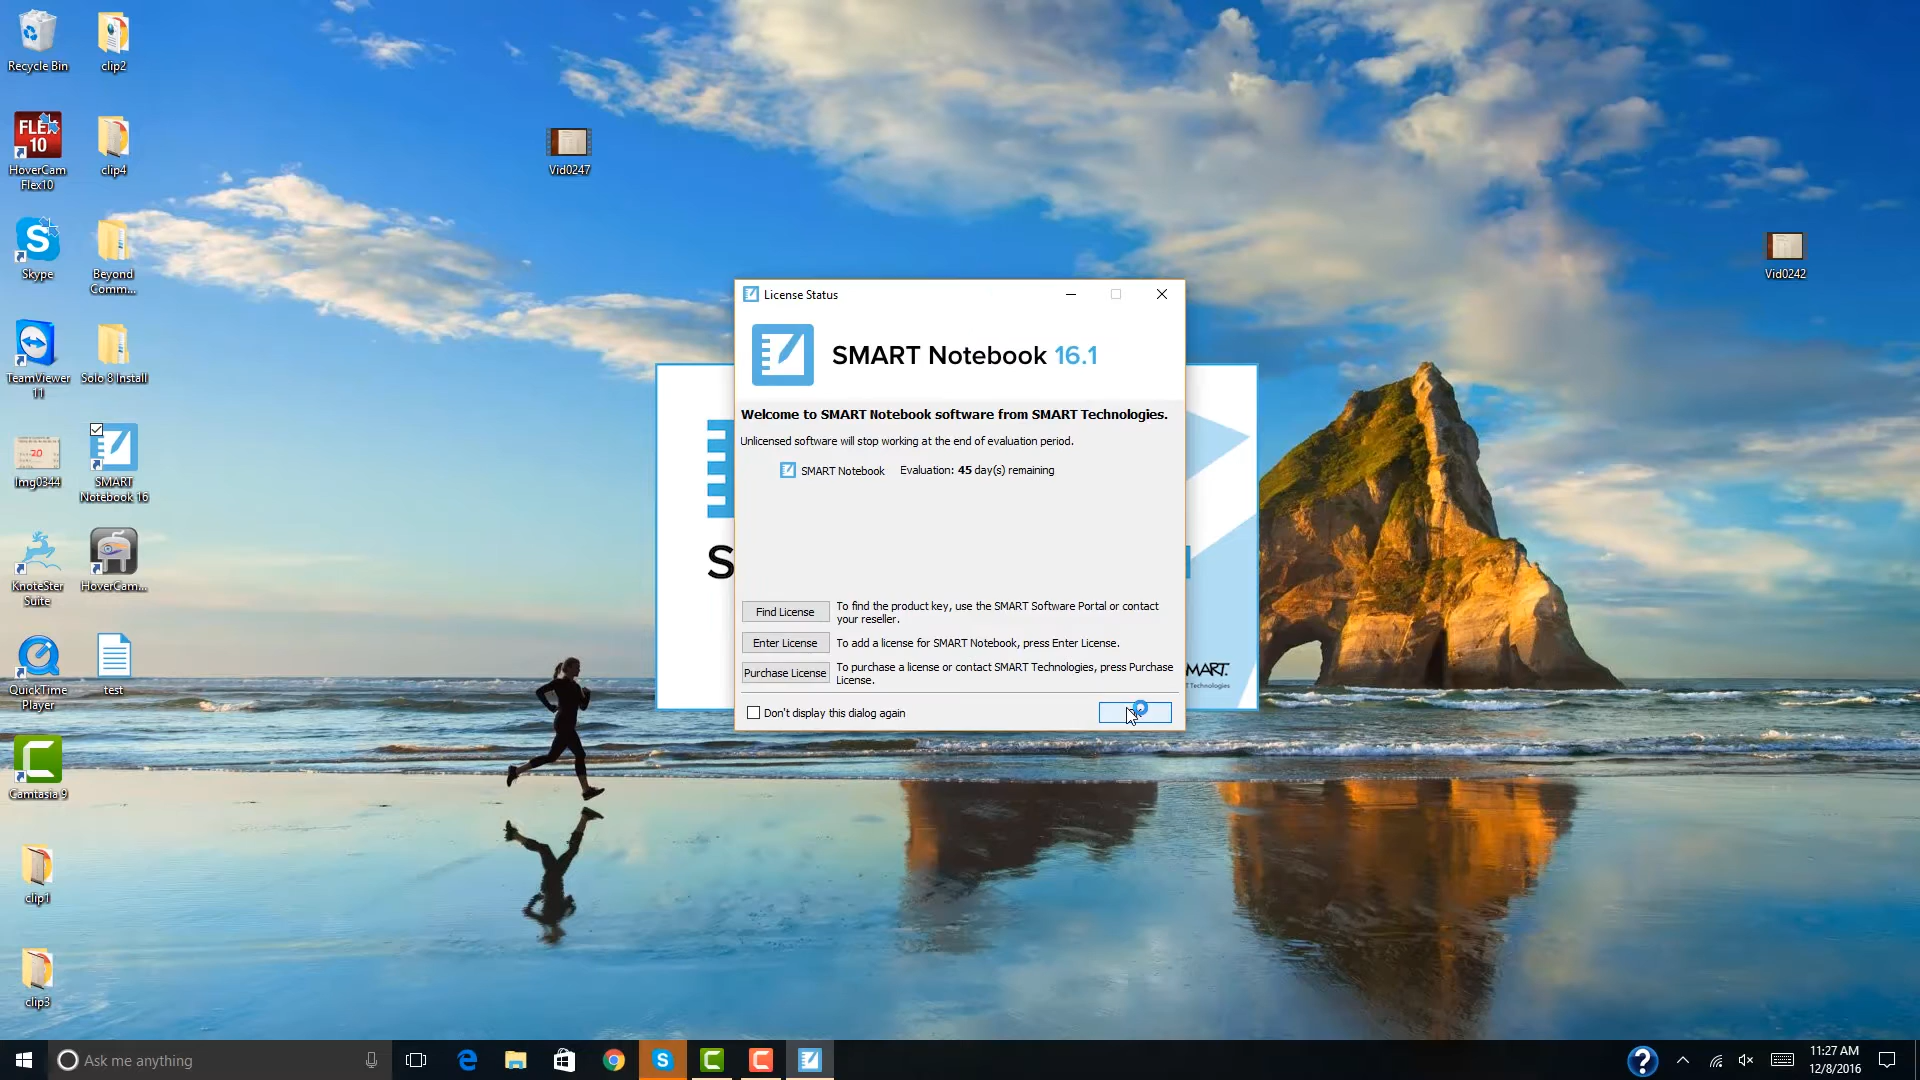 Recycle Bin
clip2
FLEX
10
HoverCam
Flex10
clip4
Vid0247
Skype
Beyond
Comm...
Vid0242
TeamViewer
11
Solo 8 Install
20
Img0344
SMART
Notebook 16
KnoteSter
Suite
HoverCam...
QuickTime
Player
test
Camtasia 9
clip1
clip3
License Status
SMART Notebook 16.1
Welcome to SMART Notebook software from SMART Technologies.
Unlicensed software will stop working at the end of evaluation period.
SMART Notebook Evaluation: 45 day(s) remaining
S
Find License
To find the product key, use the SMART Software Portal or contact
your reseller.
Enter License
To add a license for SMART Notebook, press Enter License.
Purchase License
To purchase a license or contact SMART Technologies, press Purchase
License.
MART.
Technologies
Don't display this dialog again
Ask me anything
11:27 AM
12/8/2016